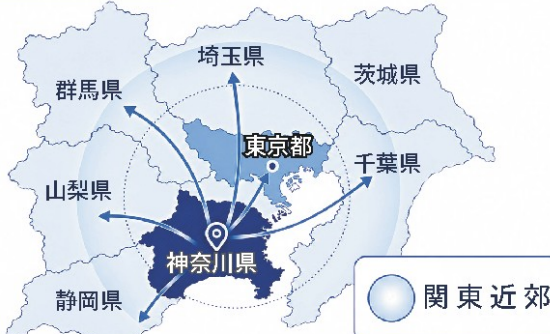 埼玉県
茨城県
群馬県
東京都
千葉県
山梨県
神奈川県
静岡県
関東近郊